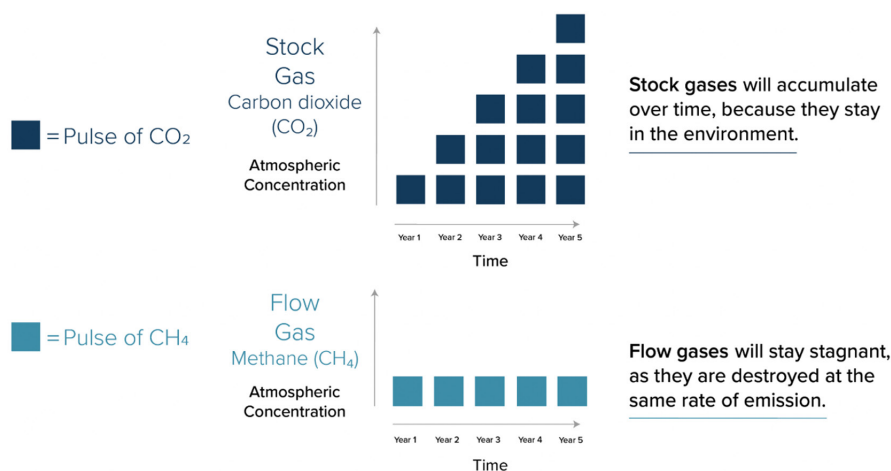 Stock
Gas
Carbon dioxide
(CO₂)
Atmospheric
Concentration
= Pulse of CO₂
Stock gases will accumulate
over time, because they stay
in the environment.
Year 1 Year 2 Year 3 Year 4 Year 5
Time
Flow
Gas
Methane (CH₄)
Atmospheric
Concentration
= Pulse of CH₄
Flow gases will stay stagnant,
as they are destroyed at the
same rate of emission.
Year 1 Year 2 Year 3 Year 4 Year 5
Time